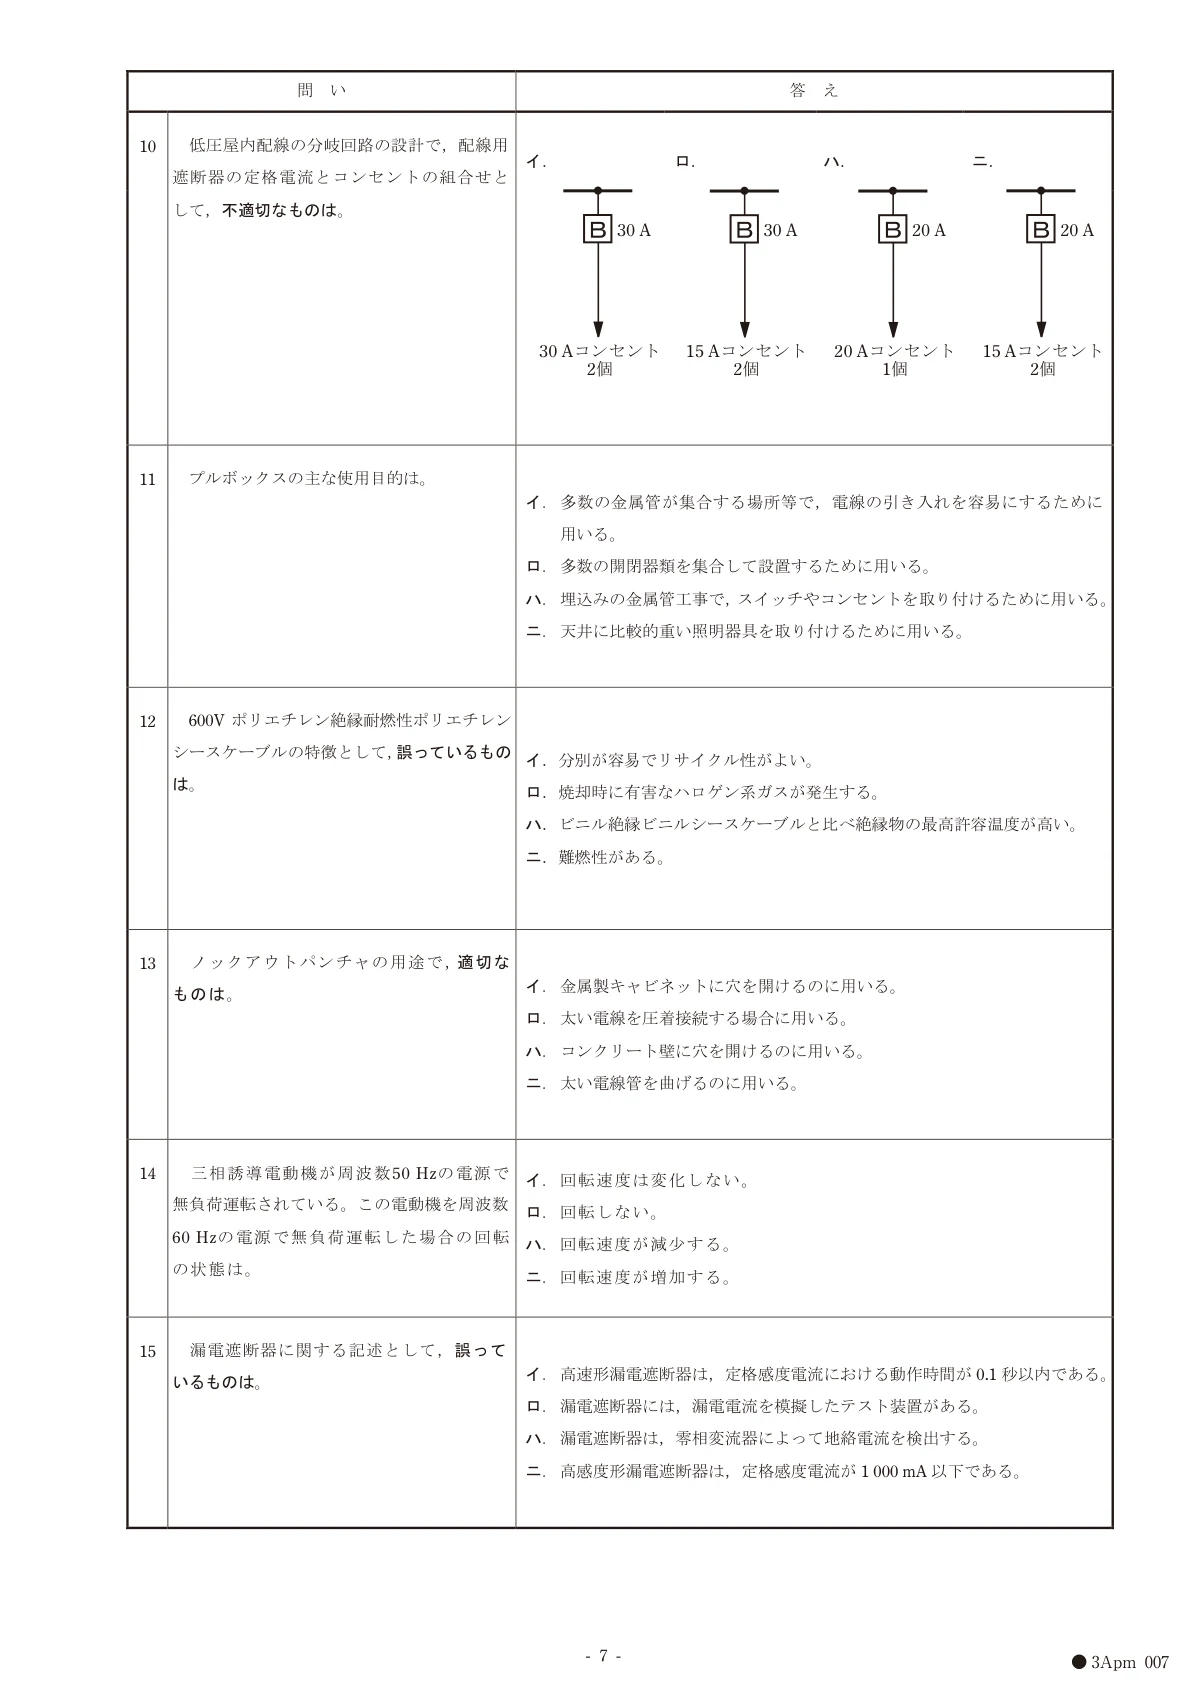 問　い　　　　　答　え
10　低圧屋内配線の分岐回路の設計で，配線用
遮断器の定格電流とコンセントの組合せと
して，不適切なものは。
イ．　ロ．　ハ．　ニ．
B 30 A　B 30 A　B 20 A　B 20 A
30 Aコンセント　15 Aコンセント　20 Aコンセント　15 Aコンセント
2個　2個　1個　2個
11　プルボックスの主な使用目的は。
イ．多数の金属管が集合する場所等で，電線の引き入れを容易にするために
用いる。
ロ．多数の開閉器類を集合して設置するために用いる。
ハ．埋込みの金属管工事で，スイッチやコンセントを取り付けるために用いる。
ニ．天井に比較的重い照明器具を取り付けるために用いる。
12　600V ポリエチレン絶縁耐燃性ポリエチレン
シースケーブルの特徴として，誤っているもの
は。
イ．分別が容易でリサイクル性がよい。
ロ．焼却時に有害なハロゲン系ガスが発生する。
ハ．ビニル絶縁ビニルシースケーブルと比べ絶縁物の最高許容温度が高い。
ニ．難燃性がある。
13　ノックアウトパンチャの用途で，適切な
ものは。
イ．金属製キャビネットに穴を開けるのに用いる。
ロ．太い電線を圧着接続する場合に用いる。
ハ．コンクリート壁に穴を開けるのに用いる。
ニ．太い電線管を曲げるのに用いる。
14　三相誘導電動機が周波数50 Hzの電源で
無負荷運転されている。この電動機を周波数
60 Hzの電源で無負荷運転した場合の回転
の状態は。
イ．回転速度は変化しない。
ロ．回転しない。
ハ．回転速度が減少する。
ニ．回転速度が増加する。
15　漏電遮断器に関する記述として，誤って
いるものは。
イ．高速形漏電遮断器は，定格感度電流における動作時間が 0.1 秒以内である。
ロ．漏電遮断器には，漏電電流を模擬したテスト装置がある。
ハ．漏電遮断器は，零相変流器によって地絡電流を検出する。
ニ．高感度形漏電遮断器は，定格感度電流が 1 000 mA 以下である。
- 7 -
●3Apm 007